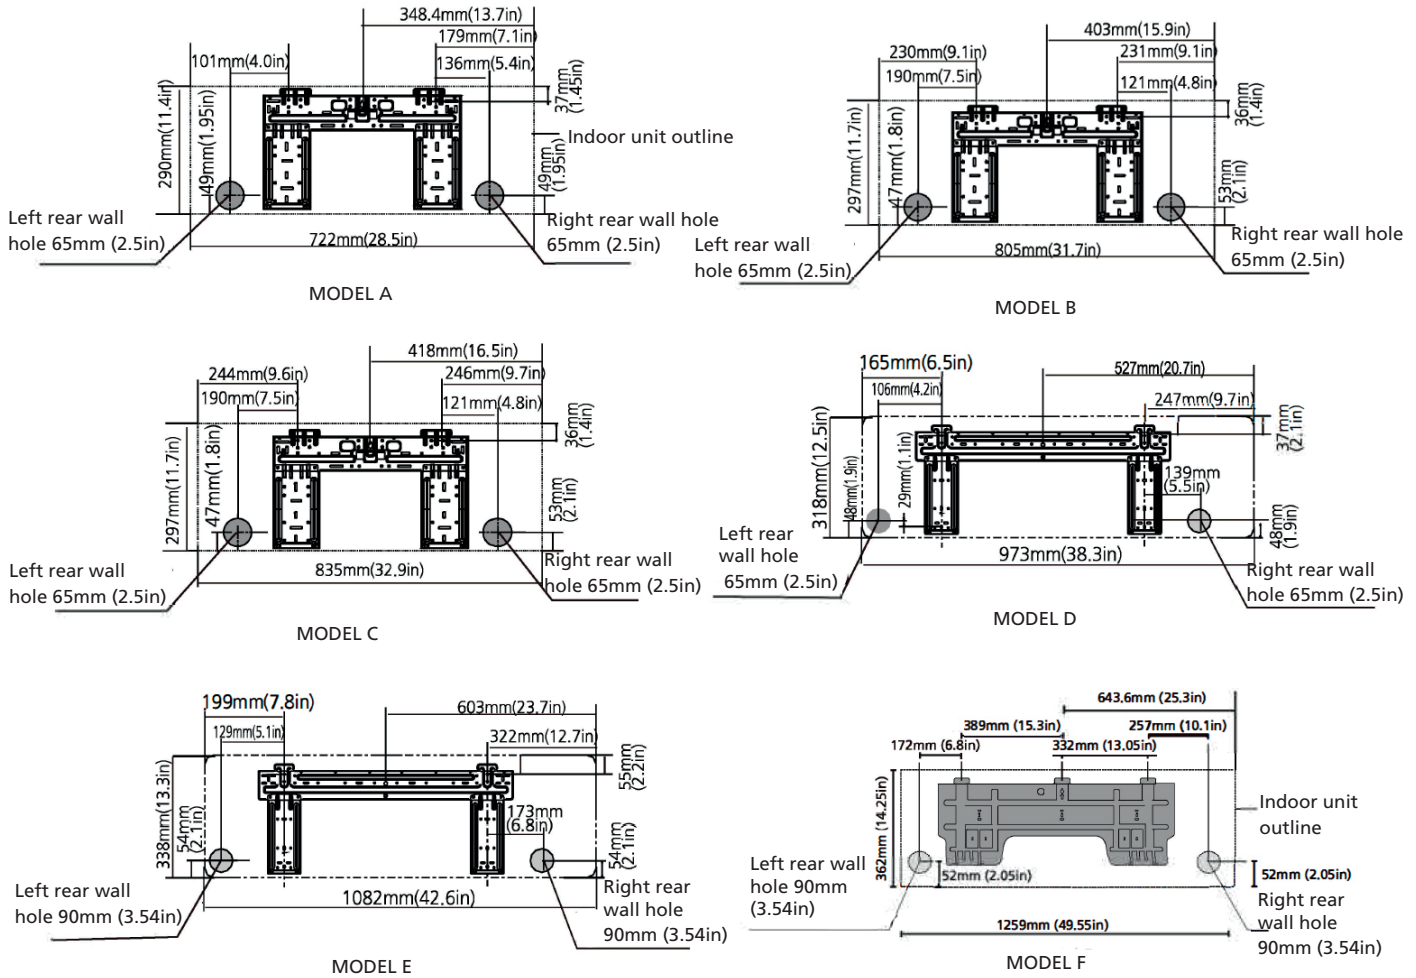 348.4mm(13.7in)
179mm(7.1in)
101mm(4.0in)
136mm(5.4in)
37mm
(1.45in)
290mm(11.4in)
49mm(1.95in)
Indoor unit outline
49mm
(1.95in)
Left rear wall
hole 65mm (2.5in)
Right rear wall hole
65mm (2.5in)
722mm(28.5in)
MODEL A
403mm(15.9in)
230mm(9.1in)
231mm(9.1in)
190mm(7.5in)
121mm(4.8in)
36mm
(1.4in)
297mm(11.7in)
47mm(1.8in)
53mm
(2.1in)
Left rear wall
hole 65mm (2.5in)
Right rear wall hole
65mm (2.5in)
805mm(31.7in)
MODEL B
418mm(16.5in)
244mm(9.6in)
246mm(9.7in)
190mm(7.5in)
121mm(4.8in)
36mm
(1.4in)
297mm(11.7in)
47mm(1.8in)
53mm
(2.1in)
Left rear wall
hole 65mm (2.5in)
Right rear wall
hole 65mm (2.5in)
835mm(32.9in)
MODEL C
165mm(6.5in)
527mm(20.7in)
106mm(4.2in)
247mm(9.7in)
37mm
(2.1in)
318mm(12.5in)
48mm(1.9in)
29mm(1.1in)
139mm
(5.5in)
48mm
(1.9in)
Left rear
wall hole
65mm (2.5in)
973mm(38.3in)
Right rear wall
hole 65mm (2.5in)
MODEL D
199mm(7.8in)
603mm(23.7in)
129mm(5.1in)
322mm(12.7in)
55mm
(2.2in)
338mm(13.3in)
54mm
(2.1in)
173mm
(6.8in)
54mm
(2.1in)
Left rear wall
hole 90mm (3.54in)
1082mm(42.6in)
Right rear
wall hole
90mm (3.54in)
MODEL E
643.6mm (25.3in)
389mm (15.3in)
257mm (10.1in)
172mm (6.8in)
332mm (13.05in)
362mm (14.25in)
Indoor unit
outline
Left rear wall
hole 90mm
(3.54in)
52mm (2.05in)
52mm (2.05in)
Right rear
wall hole
90mm (3.54in)
1259mm (49.55in)
MODEL F